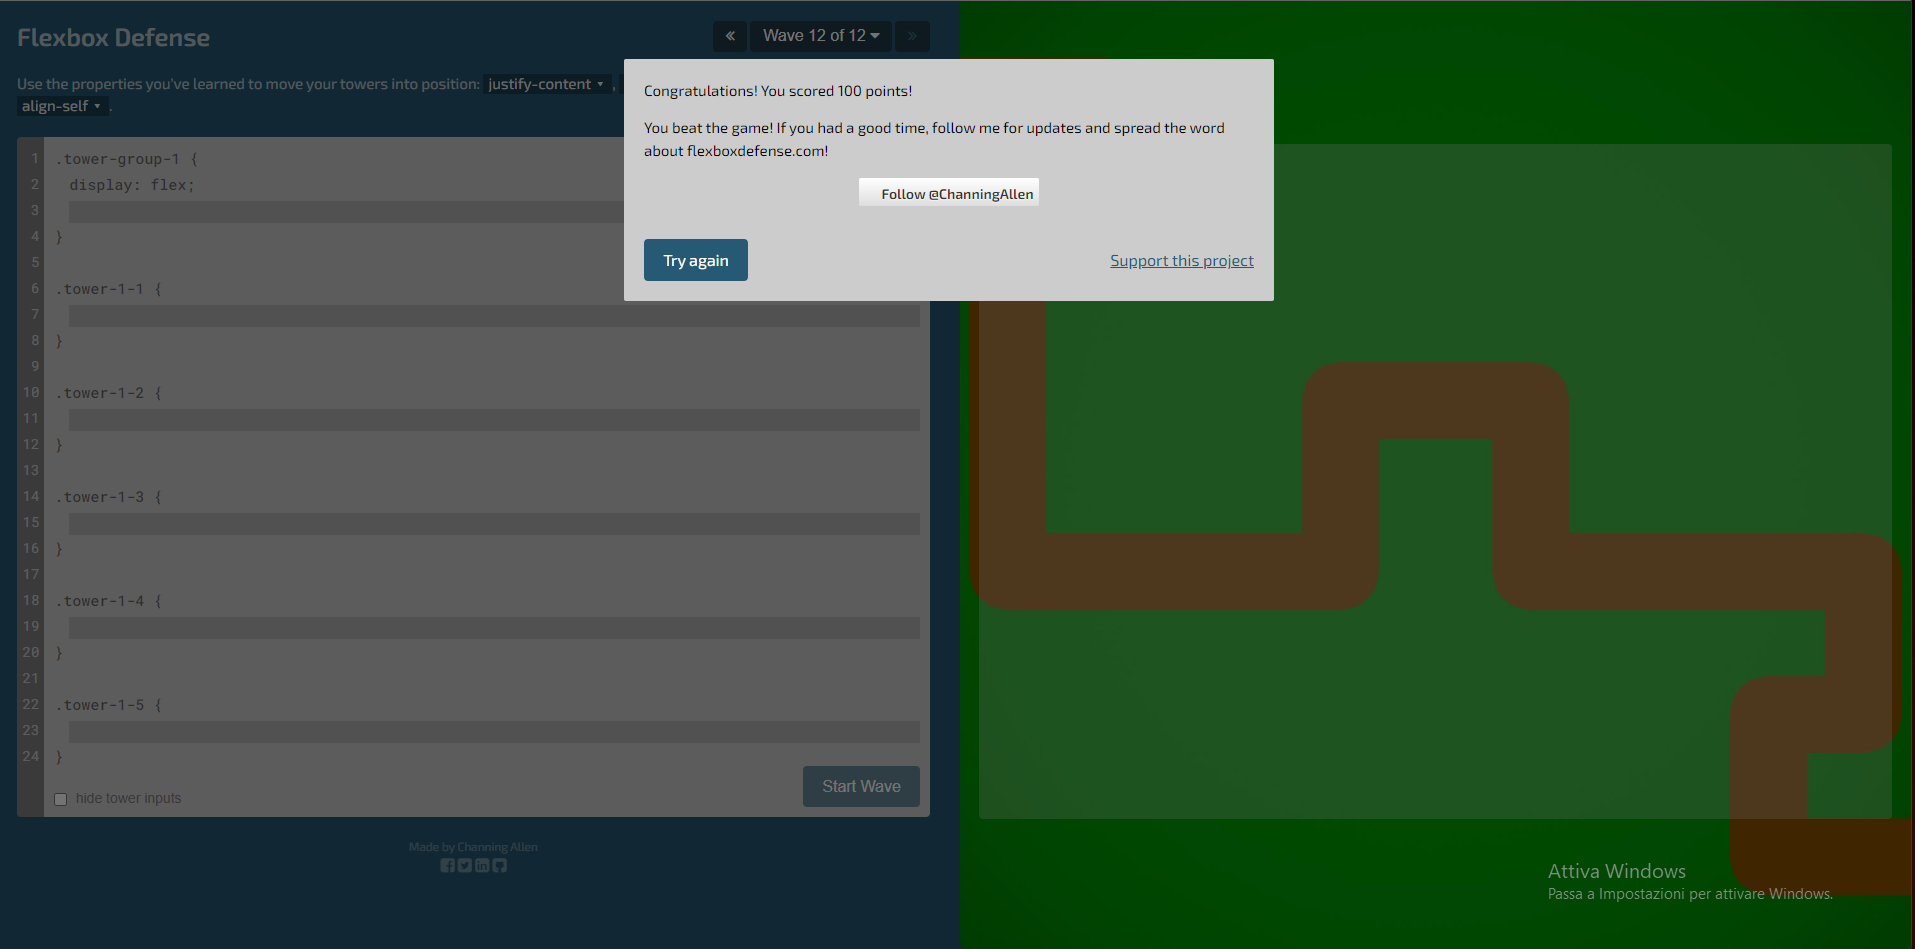 Flexbox Defense
«
Wave 12 of 12
»
Use the properties you've learned to move your towers into position: justify-content ,
align-self .
Congratulations! You scored 100 points!
You beat the game! If you had a good time, follow me for updates and spread the word
about flexboxdefense.com!
Follow @ChanningAllen
Try again
Support this project
1 .tower-group-1 {
2 display: flex;
3
4 }
5
6 .tower-1-1 {
7
8 }
9
10 .tower-1-2 {
11
12 }
13
14 .tower-1-3 {
15
16 }
17
18 .tower-1-4 {
19
20 }
21
22 .tower-1-5 {
23
24 }
hide tower inputs
Start Wave
Made by Channing Allen
Attiva Windows
Passa a Impostazioni per attivare Windows.